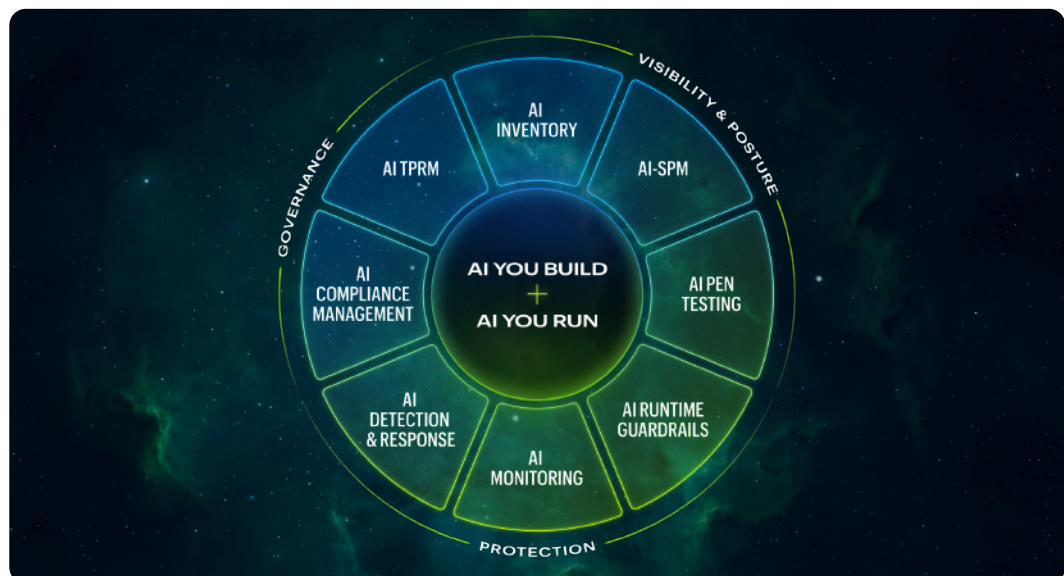 VISIBILITY & POSTURE
GOVERNANCE
AI
INVENTORY
AI TPRM
AI-SPM
AI YOU BUILD
+
AI YOU RUN
AI
COMPLIANCE
MANAGEMENT
AI PEN
TESTING
AI
DETECTION
& RESPONSE
AI RUNTIME
GUARDRAILS
AI
MONITORING
PROTECTION